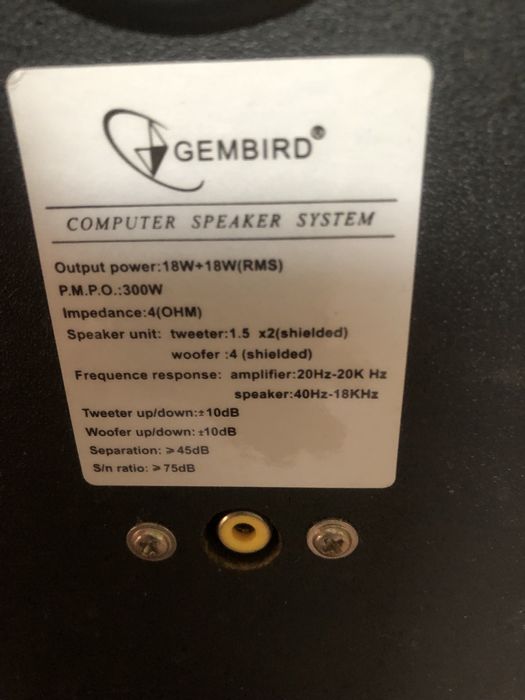 GEMBIRD®
COMPUTER SPEAKER SYSTEM
Output power:18W+18W(RMS)
P.M.P.O.:300W
Impedance:4(OHM)
Speaker unit: tweeter:1.5 x2(shielded)
woofer :4 (shielded)
Frequence response: amplifier:20Hz-20K Hz
speaker:40Hz-18KHz
Tweeter up/down:±10dB
Woofer up/down: ±10dB
Separation: ≥45dB
S/n ratio: ≥75dB